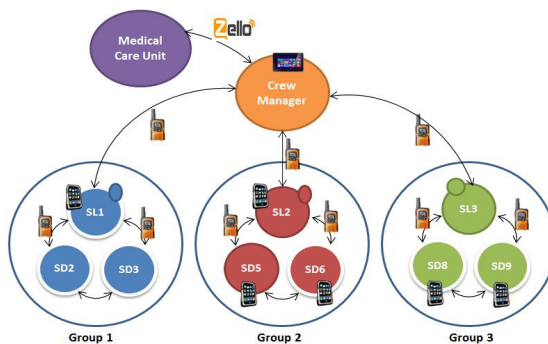 Zello
Medical
Care Unit
Crew
Manager
SL1
SL2
SL3
SD2
SD3
SD5
SD6
SD8
SD9
Group 1
Group 2
Group 3